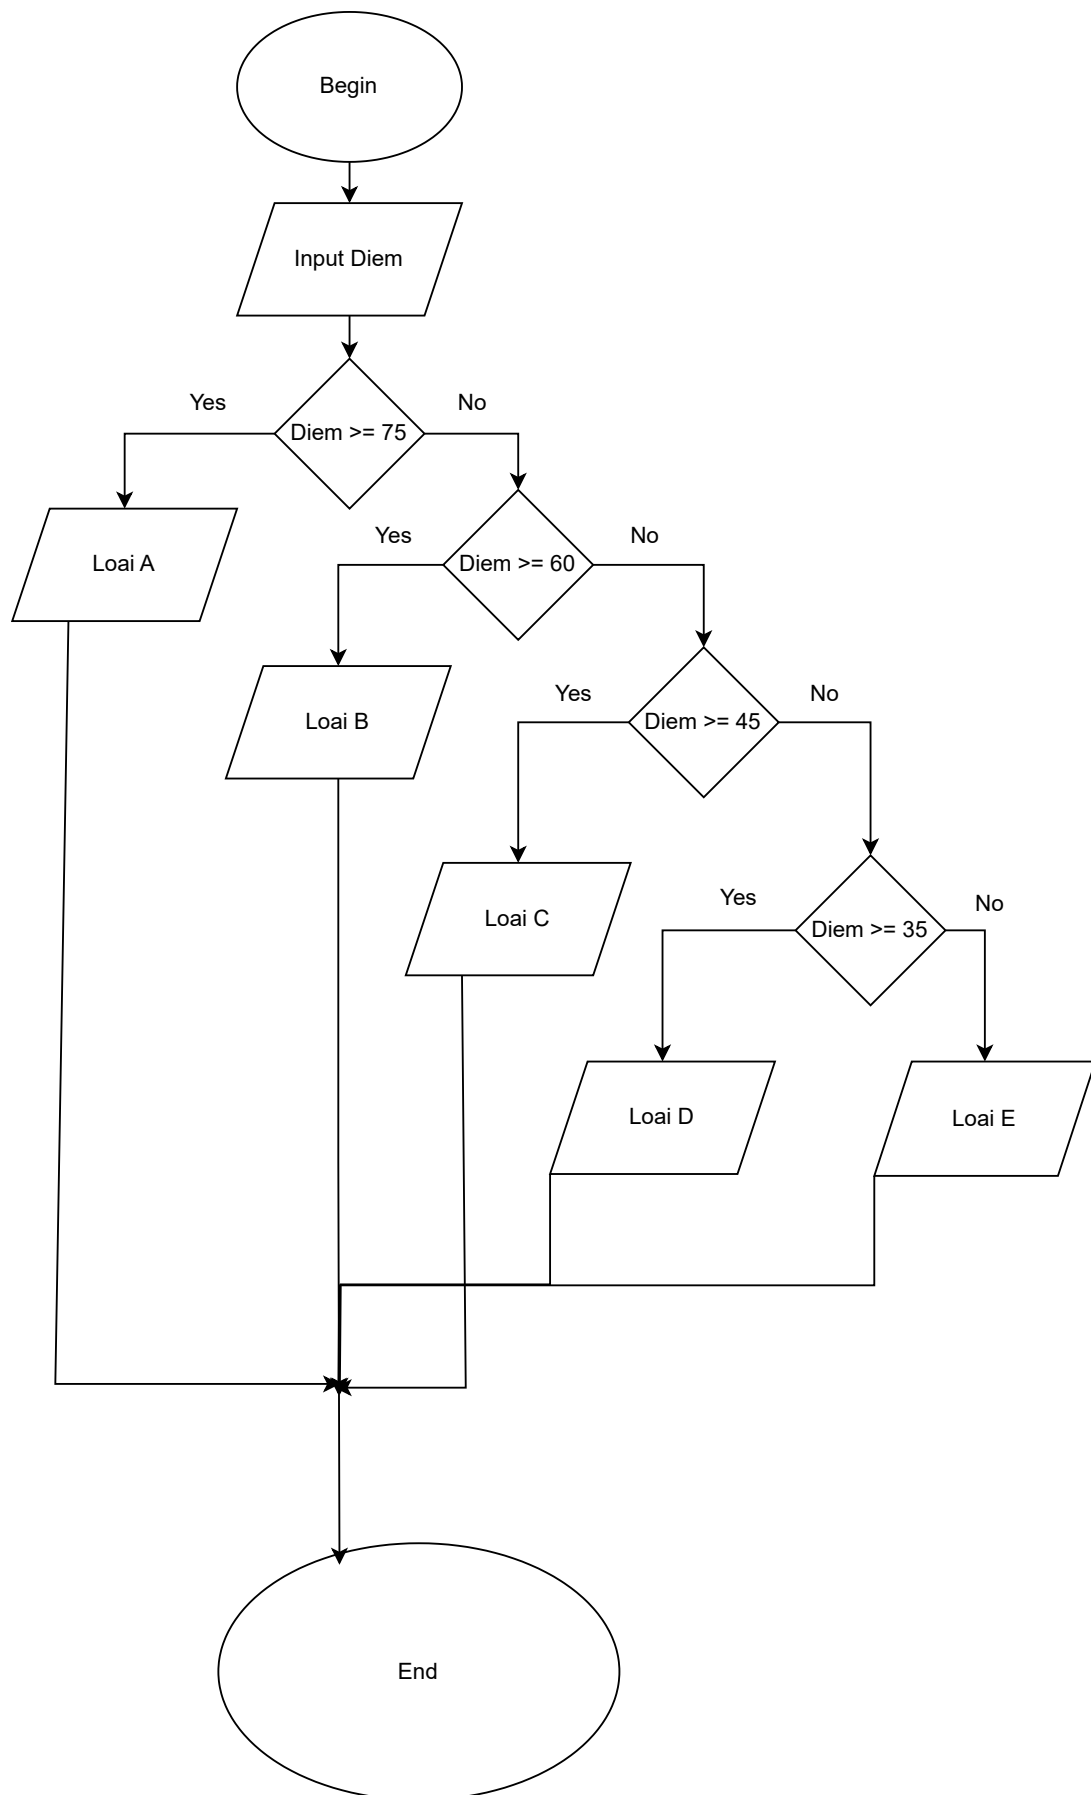 Begin
Input Diem
Yes
No
Diem >= 75
Yes
No
Loai A
Diem >= 60
Yes
No
Loai B
Diem >= 45
Yes
No
Loai C
Diem >= 35
Loai D
Loai E
End